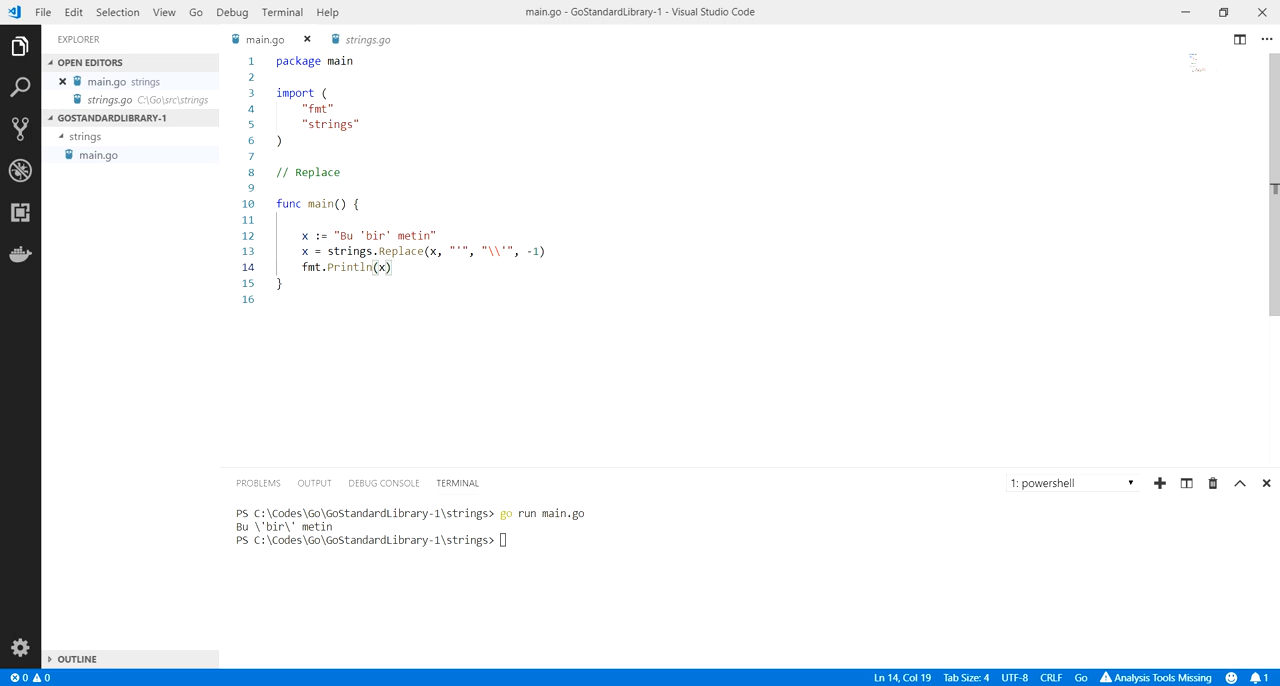 File Edit Selection View Go Debug Terminal Help
main.go - GoStandardLibrary-1 - Visual Studio Code
EXPLORER
OPEN EDITORS
main.go strings
strings.go C:\Go\src\strings
GOSTANDARDLIBRARY-1
strings
main.go
OUTLINE
main.go
strings.go
1 package main
2
3 import (
4 "fmt"
5 "strings"
6 )
7
8 // Replace
9
10 func main() {
11
12 x := "Bu 'bir' metin"
13 x = strings.Replace(x, "'", "\\'", -1)
14 fmt.Println(x)
15 }
16
PROBLEMS OUTPUT DEBUG CONSOLE TERMINAL
1: powershell
PS C:\Codes\Go\GoStandardLibrary-1\strings> go run main.go
Bu \'bir\' metin
PS C:\Codes\Go\GoStandardLibrary-1\strings>
0 0
Ln 14, Col 19 Tab Size: 4 UTF-8 CRLF Go Analysis Tools Missing 1